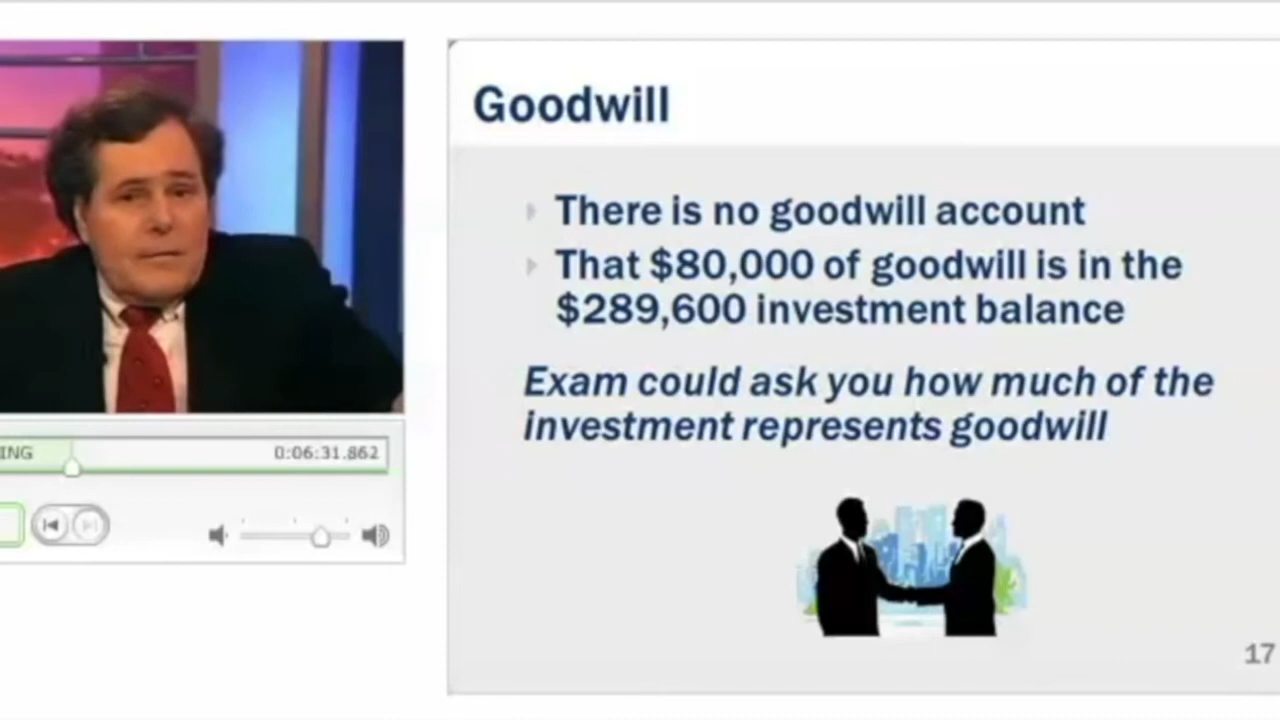 Goodwill
There is no goodwill account
That $80,000 of goodwill is in the
$289,600 investment balance
Exam could ask you how much of the
investment represents goodwill
ING
0:06:31.862
17